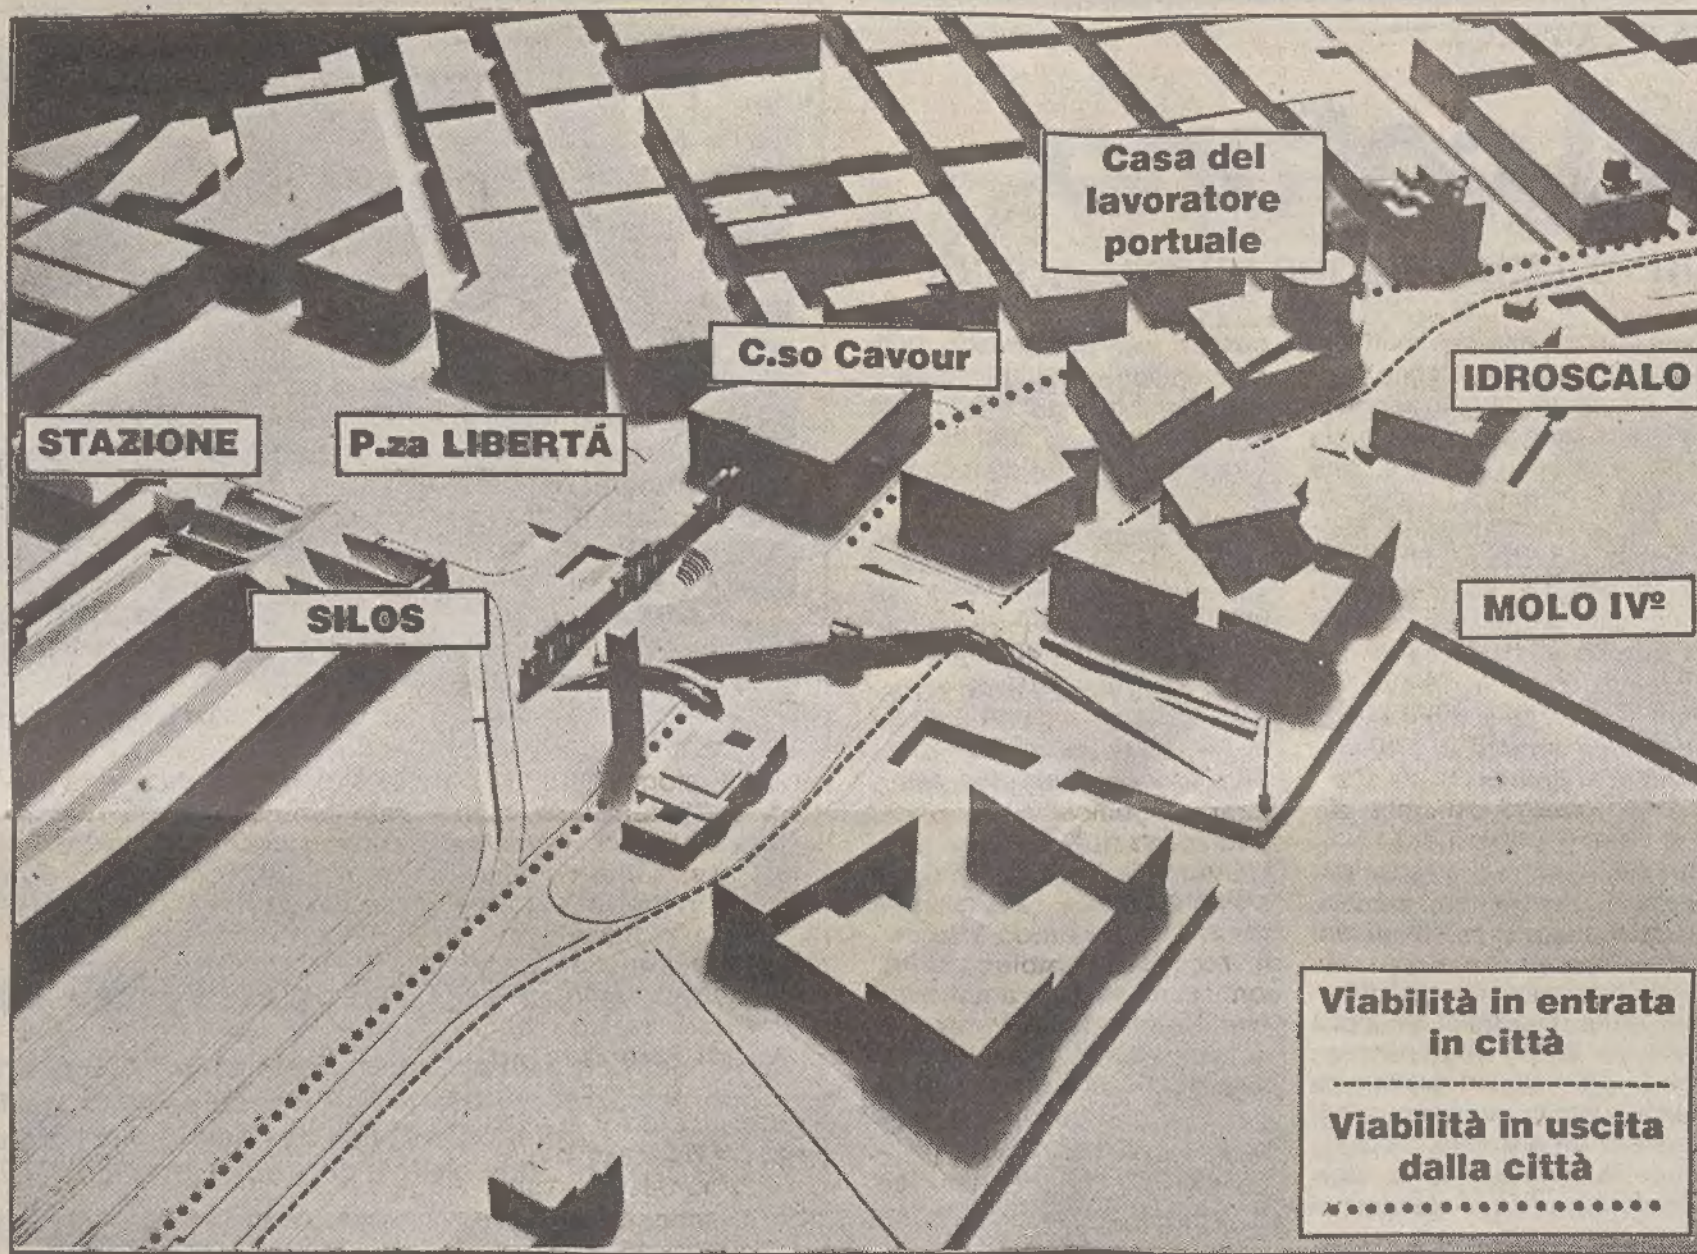 Casa del
lavoratore
portuale
C.so Cavour
IDROSCALO
STAZIONE
P.za LIBERTÁ
SILOS
MOLO IVº
Viabilità in entrata
in città
Viabilità in uscita
dalla città